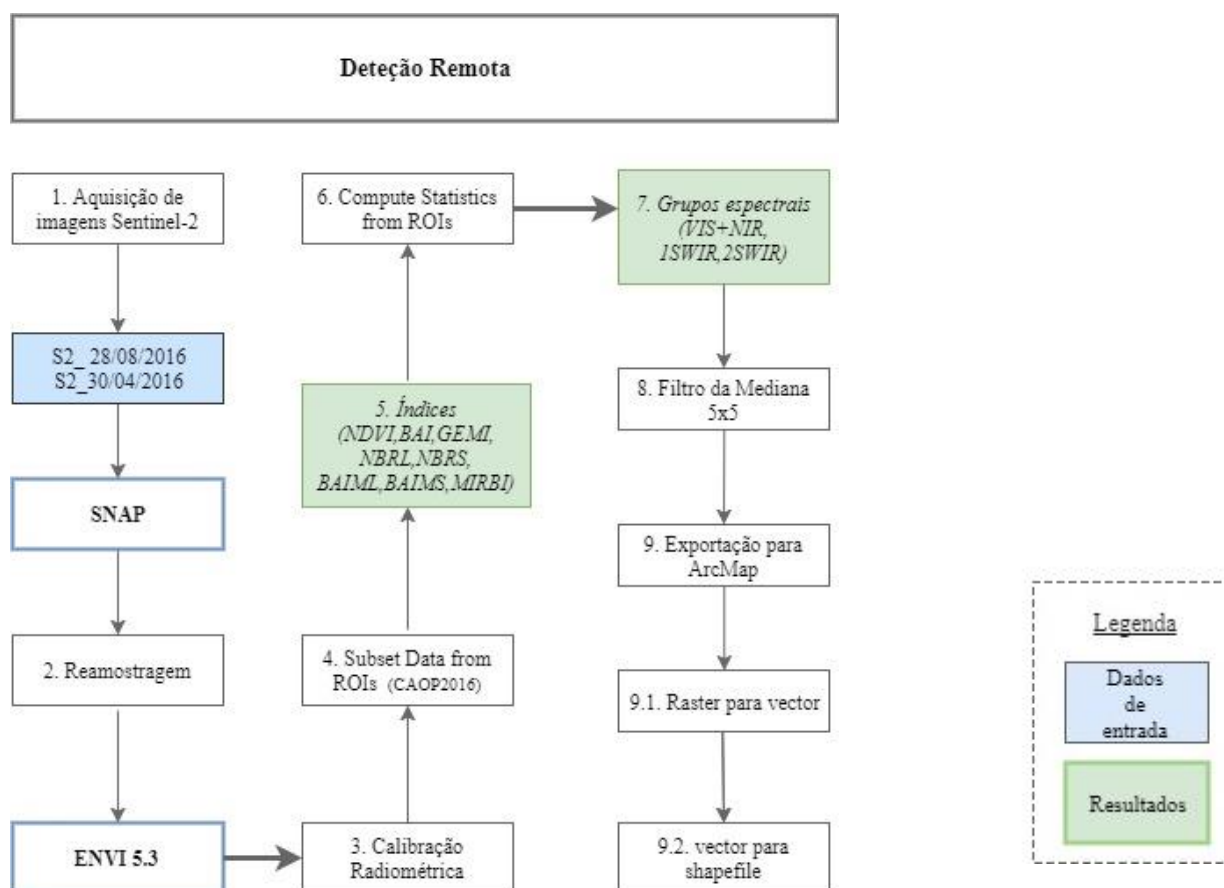 Deteção Remota
1. Aquisição de
imagens Sentinel-2
S2_ 28/08/2016
S2_30/04/2016
SNAP
2. Reamostragem
ENVI 5.3
3. Calibração
Radiométrica
4. Subset Data from
ROIs (CAOP2016)
5. Índices
(NDVI,BAI,GEMI,
NBRL,NBRS,
BAIML,BAIMS,MIRBI)
6. Compute Statistics
from ROIs
7. Grupos espectrais
(VIS+NIR,
1SWIR,2SWIR)
8. Filtro da Mediana
5x5
9. Exportação para
ArcMap
9.1. Raster para vector
9.2. vector para
shapefile
Legenda
Dados
de
entrada
Resultados